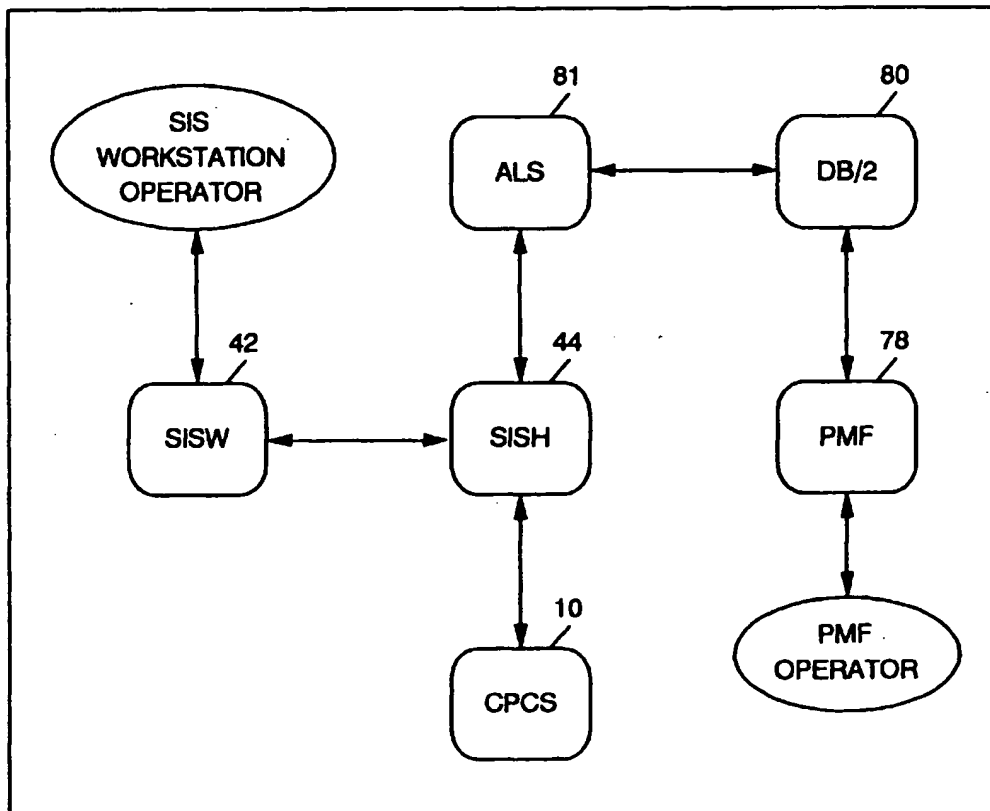 81
80
SIS
WORKSTATION
OPERATOR
ALS
DB/2
42
44
78
SISW
SISH
PMF
10
PMF
OPERATOR
CPCS